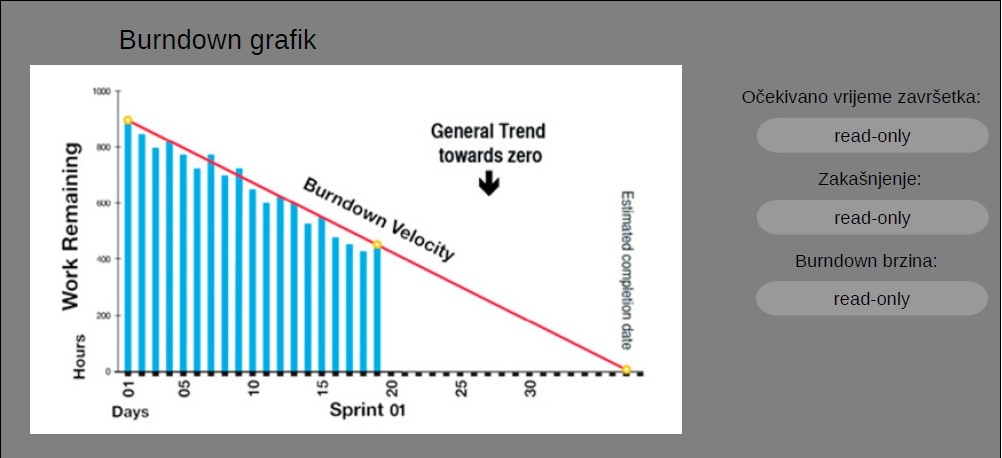 Burndown grafik
1000
800
600
400
200
0
Work Remaining
Hours
General Trend
towards zero
Burndown Velocity
Estimated completion date
01
05
10
15
20
25
30
Days
Sprint 01
Očekivano vrijeme završetka:
read-only
Zakašnjenje:
read-only
Burndown brzina:
read-only